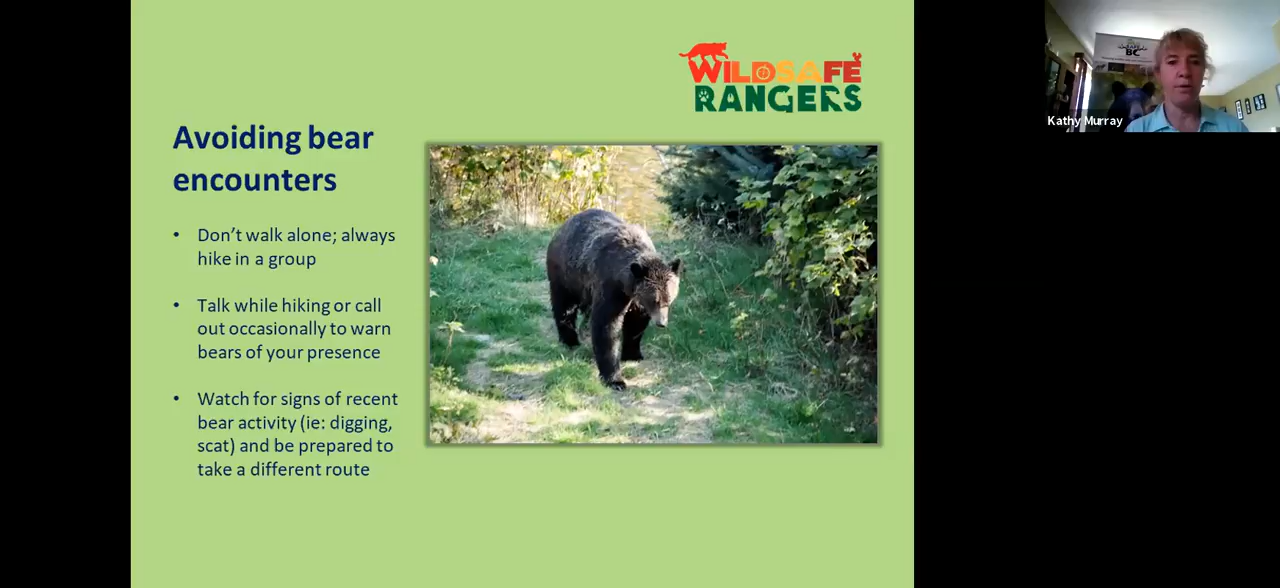 WILDSAFE
RANGERS
BC
Kathy Murray
Avoiding bear
encounters
• Don’t walk alone; always
hike in a group
• Talk while hiking or call
out occasionally to warn
bears of your presence
• Watch for signs of recent
bear activity (ie: digging,
scat) and be prepared to
take a different route